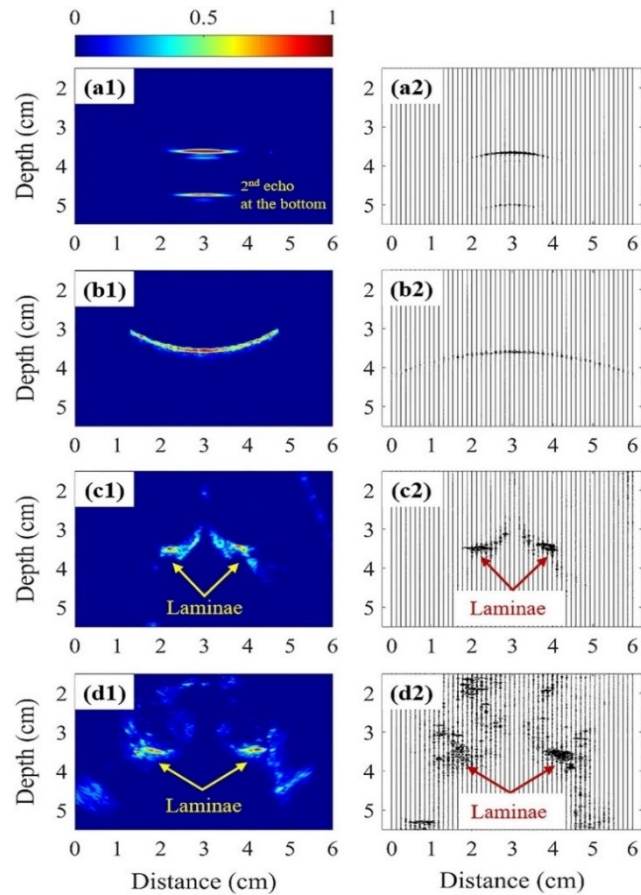 0 0.5 1
(a1) (a2)
Depth (cm)
2
3
4
5
2nd echo
at the bottom
2
3
4
5
0 1 2 3 4 5 6
0 1 2 3 4 5 6
(b1) (b2)
Depth (cm)
2
3
4
5
2
3
4
5
0 1 2 3 4 5 6
0 1 2 3 4 5 6
(c1) (c2)
Depth (cm)
2
3
4
5
2
3
4
5
Laminae
Laminae
0 1 2 3 4 5 6
0 1 2 3 4 5 6
(d1) (d2)
Depth (cm)
2
3
4
5
2
3
4
5
Laminae
Laminae
0 1 2 3 4 5 6
0 1 2 3 4 5 6
Distance (cm)
Distance (cm)